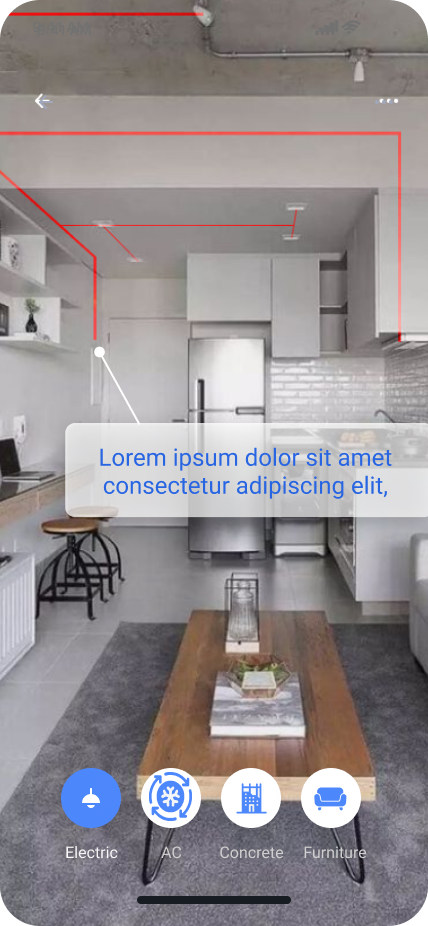 Lorem ipsum dolor sit amet
consectetur adipiscing elit,
Electric
AC
Concrete
Furniture